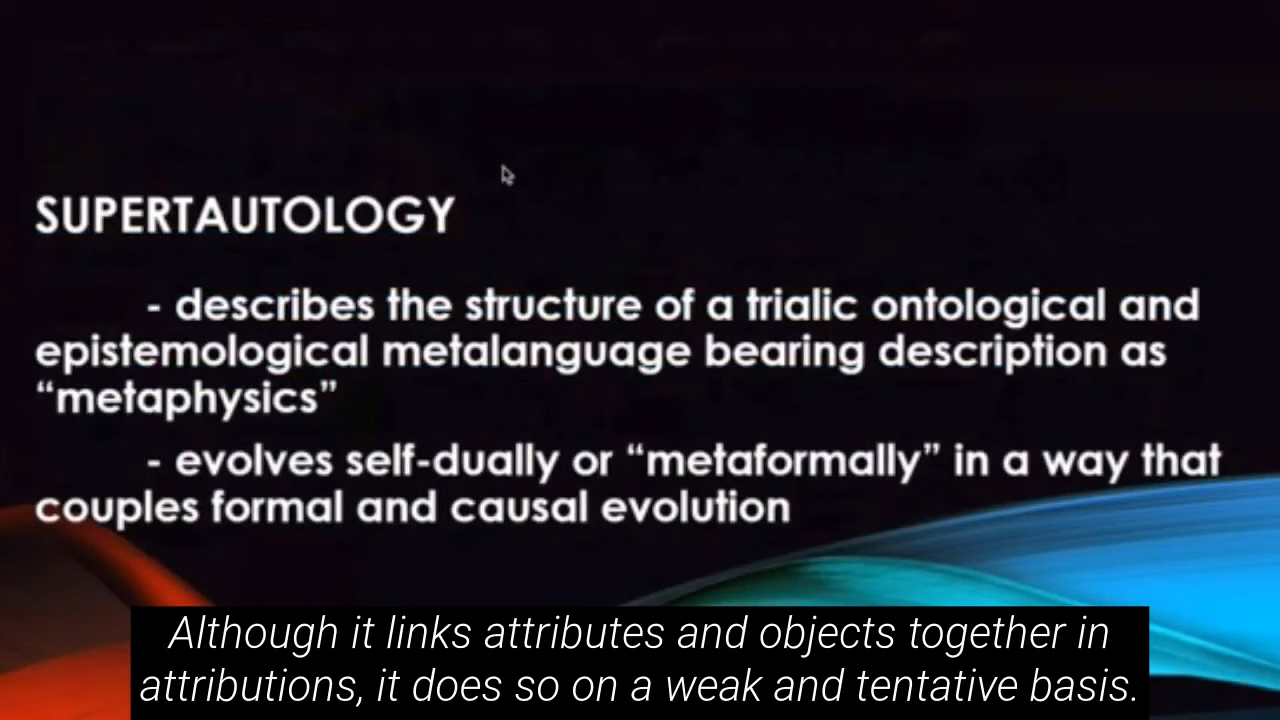 SUPERTAUTOLOGY
- describes the structure of a trialic ontological and
epistemological metalanguage bearing description as
“metaphysics”
- evolves self-dually or “metaformally” in a way that
couples formal and causal evolution
Although it links attributes and objects together in
attributions, it does so on a weak and tentative basis.